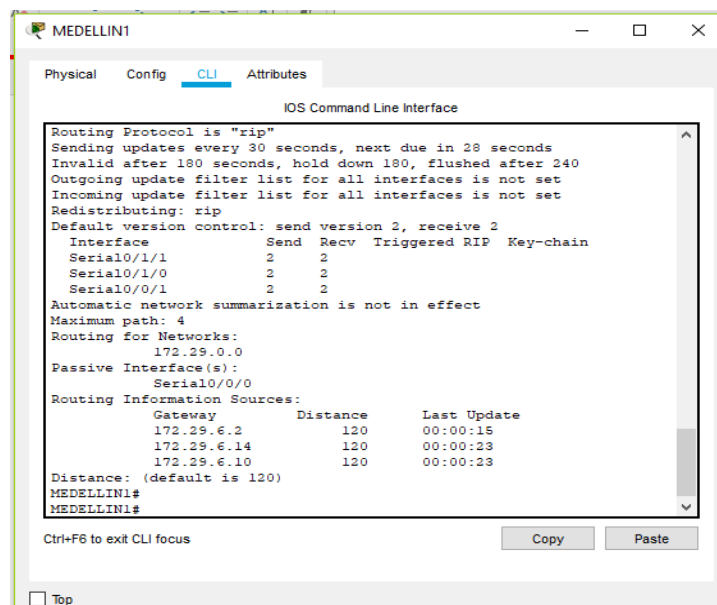 MEDELLIN1
Physical Config CLI Attributes
IOS Command Line Interface
Routing Protocol is "rip"
Sending updates every 30 seconds, next due in 28 seconds
Invalid after 180 seconds, hold down 180, flushed after 240
Outgoing update filter list for all interfaces is not set
Incoming update filter list for all interfaces is not set
Redistributing: rip
Default version control: send version 2, receive 2
Interface Send Recv Triggered RIP Key-chain
Serial0/1/1 2 2
Serial0/1/0 2 2
Serial0/0/1 2 2
Automatic network summarization is not in effect
Maximum path: 4
Routing for Networks:
172.29.0.0
Passive Interface(s):
Serial0/0/0
Routing Information Sources:
Gateway Distance Last Update
172.29.6.2 120 00:00:15
172.29.6.14 120 00:00:23
172.29.6.10 120 00:00:23
Distance: (default is 120)
MEDELLIN1#
MEDELLIN1#
Ctrl+F6 to exit CLI focus
Copy Paste
Top